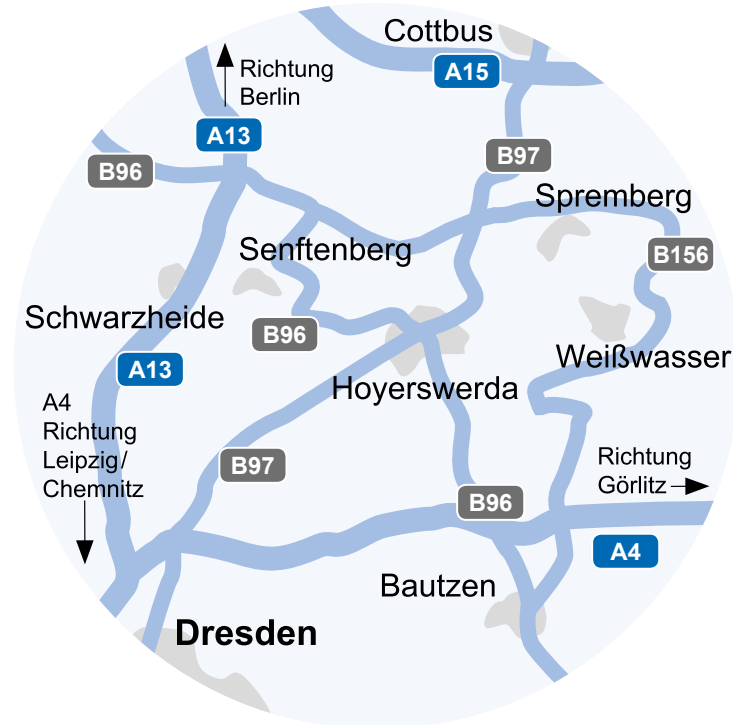 Cottbus
A15
Richtung
Berlin
A13
B96
B97
Spremberg
Senftenberg
B156
Schwarzheide
B96
Weißwasser
A13
Hoyerswerda
A4
Richtung
Leipzig/
Chemnitz
B97
Richtung
Görlitz
B96
A4
Bautzen
Dresden